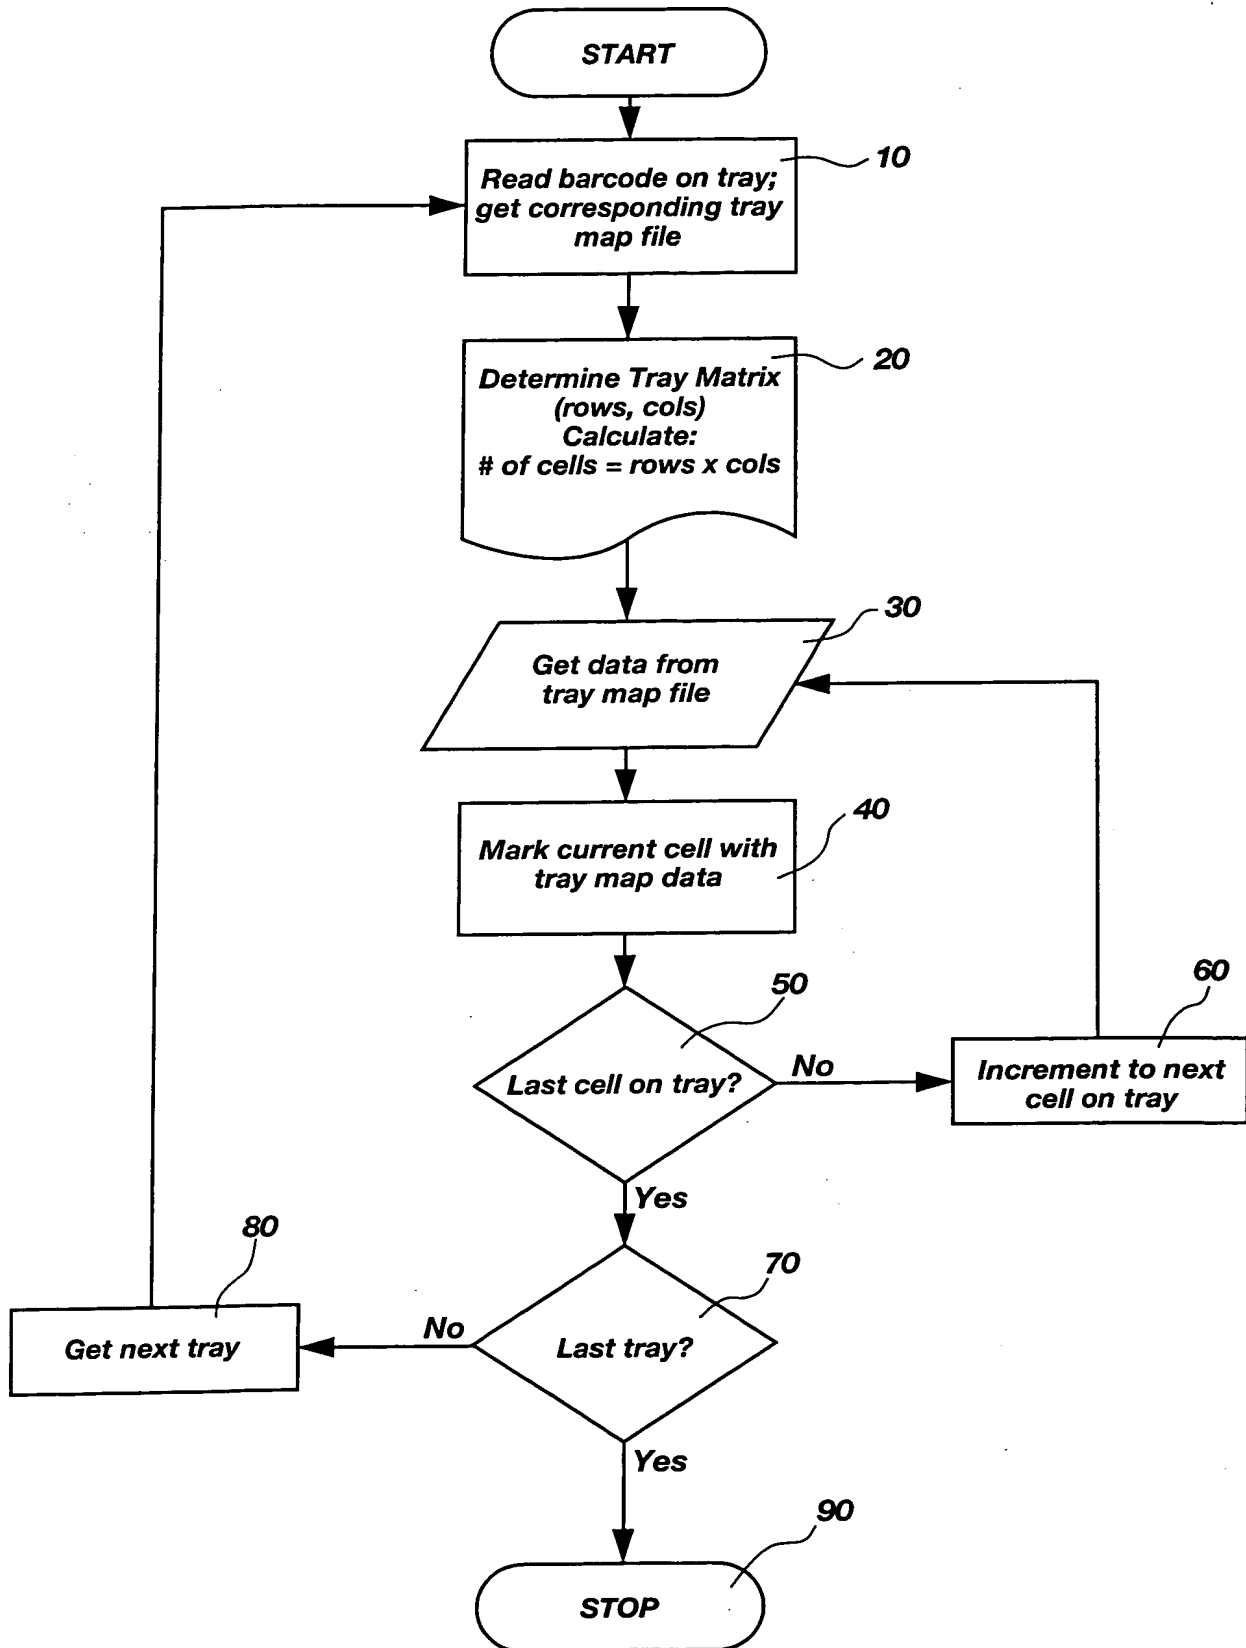 START
10
Read barcode on tray;
get corresponding tray
map file
20
Determine Tray Matrix
(rows, cols)
Calculate:
# of cells = rows x cols
30
Get data from
tray map file
40
Mark current cell with
tray map data
50
Last cell on tray?
No
60
Increment to next
cell on tray
Yes
80
70
Get next tray
No
Last tray?
Yes
90
STOP